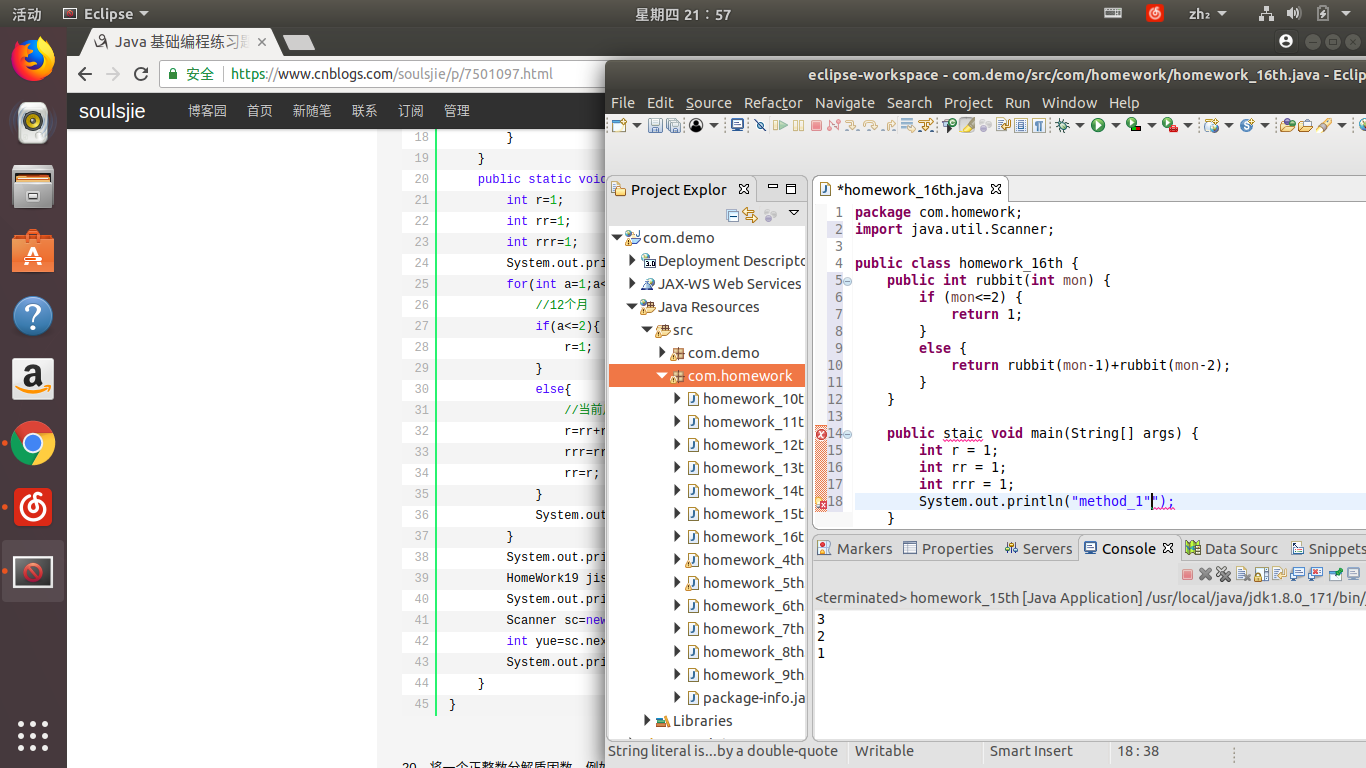 活动
Eclipse
星期四 21：57
zh₂
Java 基础编程练习题
安全 https://www.cnblogs.com/soulsjie/p/7501097.html
soulsjie 博客园 首页 新随笔 联系 订阅 管理
18 }
19 }
20 public static void
21 int r=1;
22 int rr=1;
23 int rrr=1;
24 System.out.pri
25 for(int a=1;a<
26 //12个月
27 if(a<=2){
28 r=1;
29 }
30 else{
31 //当前
32 r=rr+r
33 rrr=rr
34 rr=r;
35 }
36 System.out
37 }
38 System.out.pri
39 HomeWork19 jis
40 System.out.pri
41 Scanner sc=new
42 int yue=sc.nex
43 System.out.pri
44 }
45 }
20、将一个正整数分解质因数。例如
eclipse-workspace - com.demo/src/com/homework/homework_16th.java - Eclip
File Edit Source Refactor Navigate Search Project Run Window Help
Project Explor
com.demo
Deployment Descripto
JAX-WS Web Services
Java Resources
src
com.demo
com.homework
homework_10t
homework_11t
homework_12t
homework_13t
homework_14t
homework_15t
homework_16t
homework_4th
homework_5th
homework_6th
homework_7th
homework_8th
homework_9th
package-info.ja
Libraries
*homework_16th.java
1 package com.homework;
2 import java.util.Scanner;
3
4 public class homework_16th {
5 public int rubbit(int mon) {
6 if (mon<=2) {
7 return 1;
8 }
9 else {
10 return rubbit(mon-1)+rubbit(mon-2);
11 }
12 }
13
14 public staic void main(String[] args) {
15 int r = 1;
16 int rr = 1;
17 int rrr = 1;
18 System.out.println("method_1"");
}
Markers Properties Servers Console Data Sourc Snippets
<terminated> homework_15th [Java Application] /usr/local/java/jdk1.8.0_171/bin/
3
2
1
String literal is...by a double-quote Writable Smart Insert 18 : 38